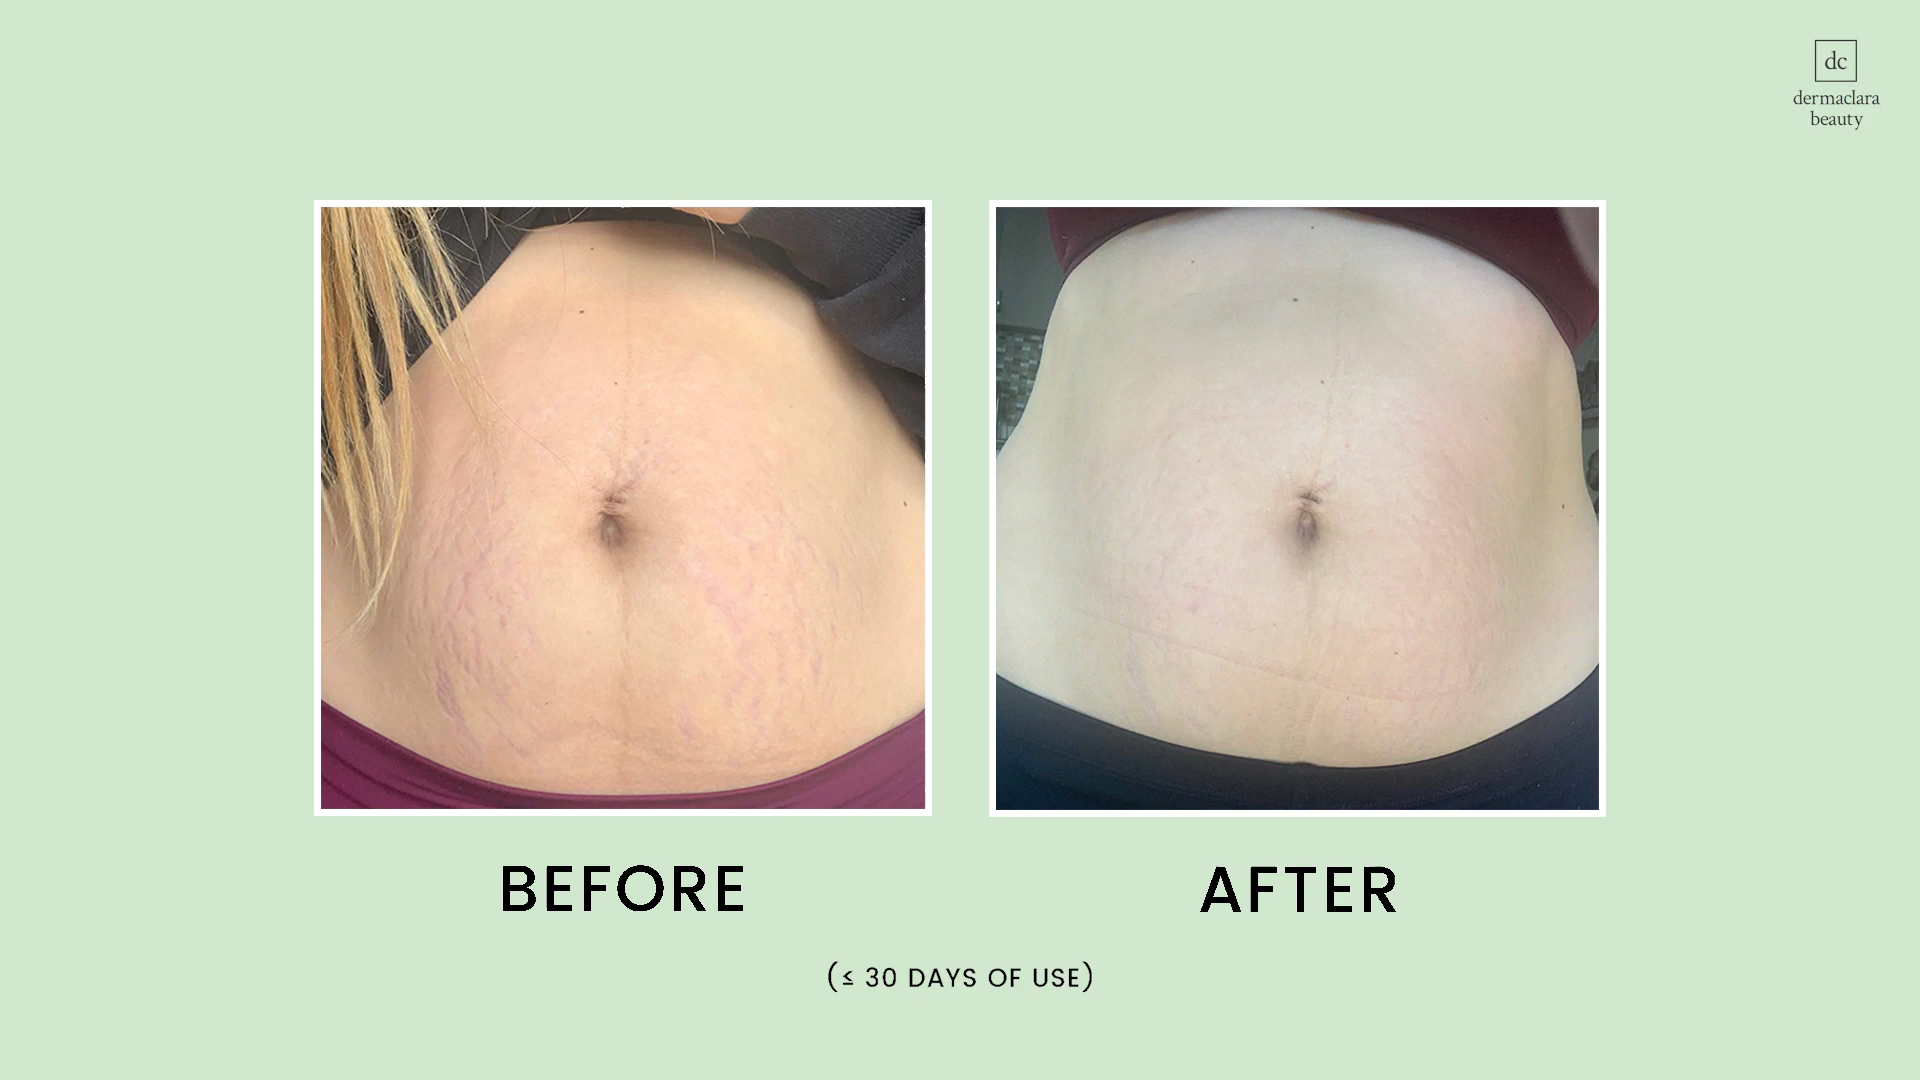 dc
dermaclara
beauty
BEFORE
AFTER
(≤ 30 DAYS OF USE)